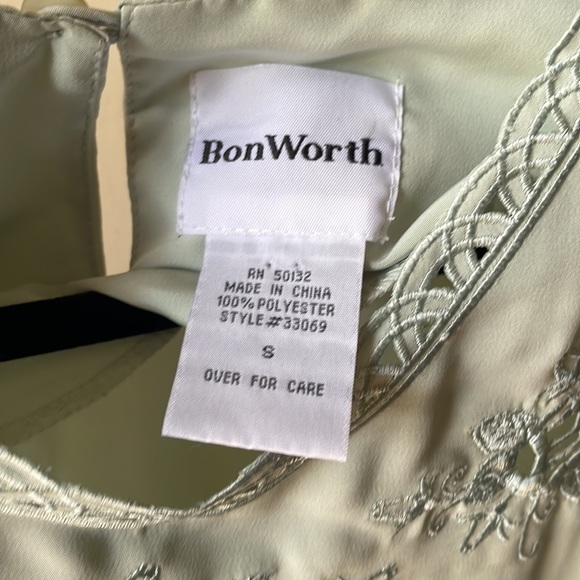 BonWorth
RN 50132
MADE IN CHINA
100% POLYESTER
STYLE#33069
S
OVER FOR CARE